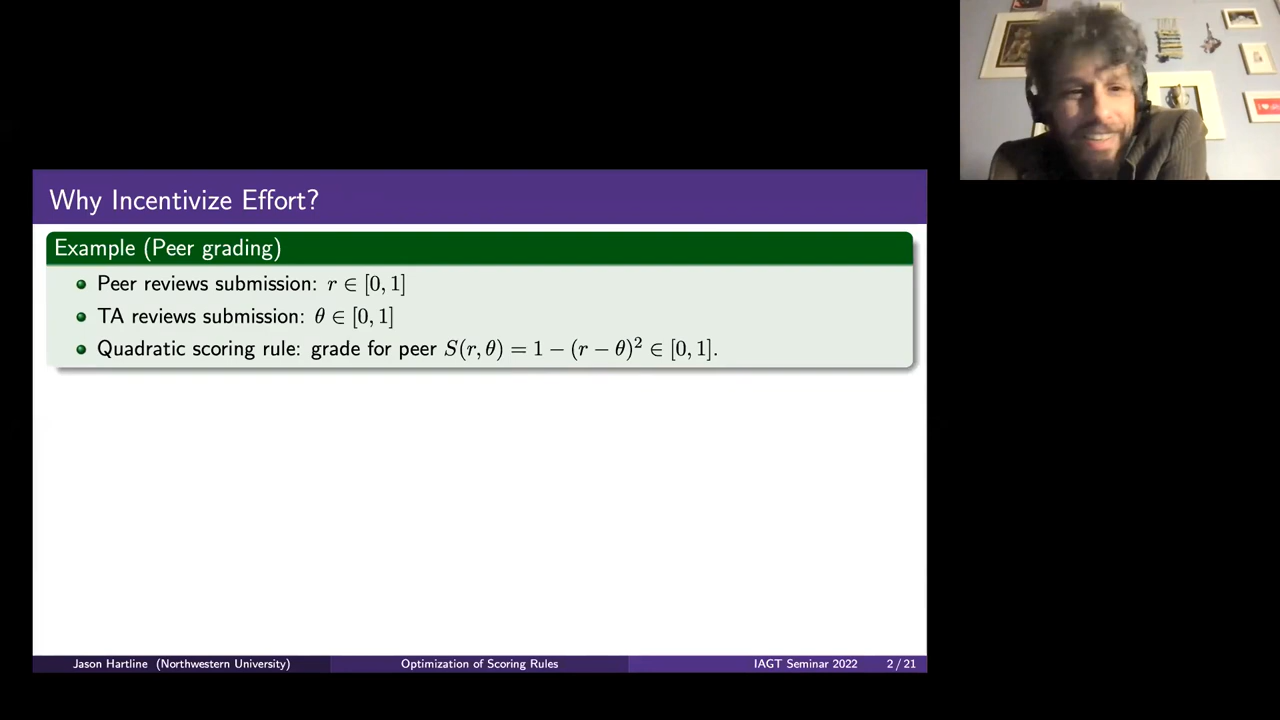 Why Incentivize Effort?
Example (Peer grading)
Peer reviews submission: r ∈ [0, 1]
TA reviews submission: θ ∈ [0, 1]
Quadratic scoring rule: grade for peer S(r, θ) = 1 − (r − θ)² ∈ [0, 1].
Jason Hartline (Northwestern University) Optimization of Scoring Rules IAGT Seminar 2022 2 / 21